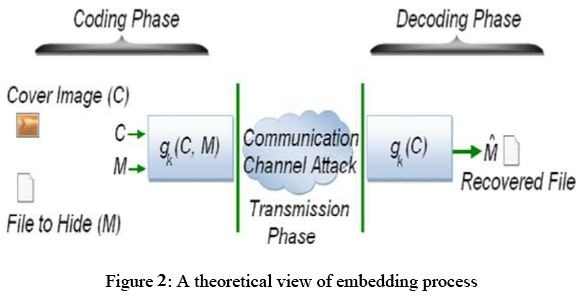 Coding Phase
Decoding Phase
Cover Image (C)
C
M
g_k (C, M)
File to Hide (M)
Communication
Channel Attack
Transmission
Phase
g_k (C)
M̂
Recovered File
Figure 2: A theoretical view of embedding process